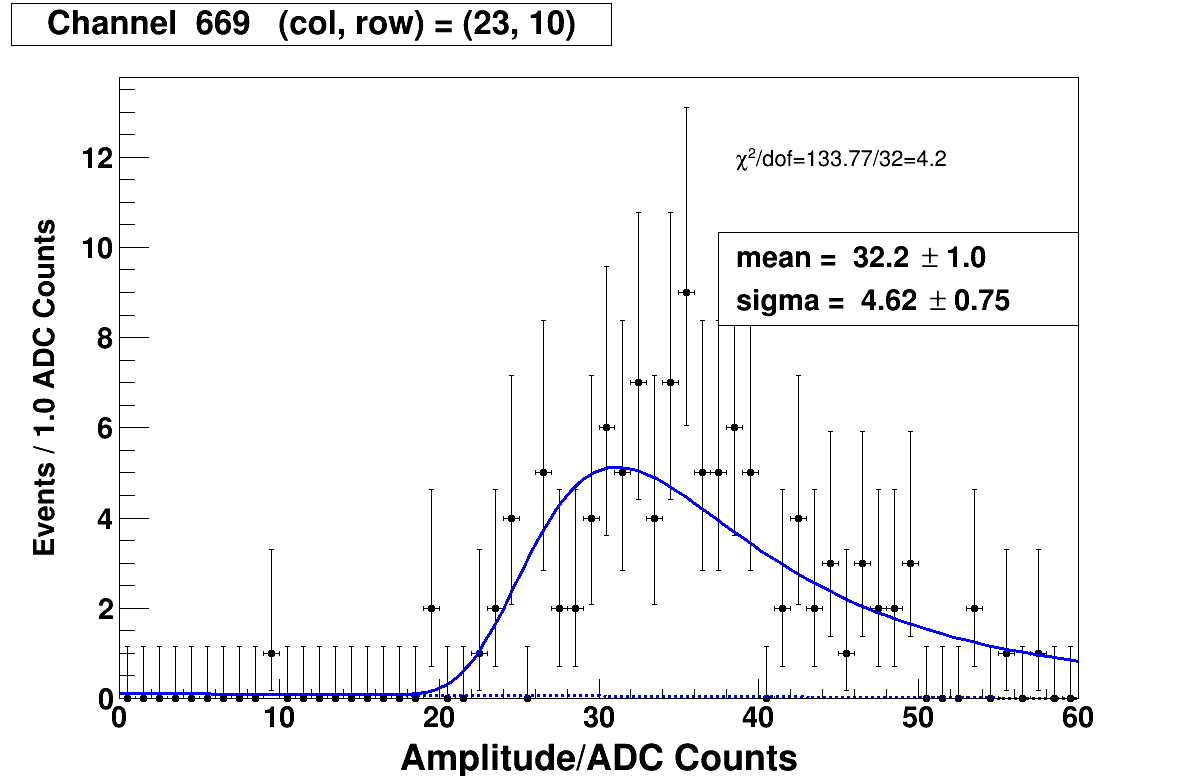 Channel 669 (col, row) = (23, 10)
χ²/dof=133.77/32=4.2
mean = 32.2 ± 1.0
sigma = 4.62 ± 0.75
Events / 1.0 ADC Counts
12
10
8
6
4
2
0
0 10 20 30 40 50 60
Amplitude/ADC Counts